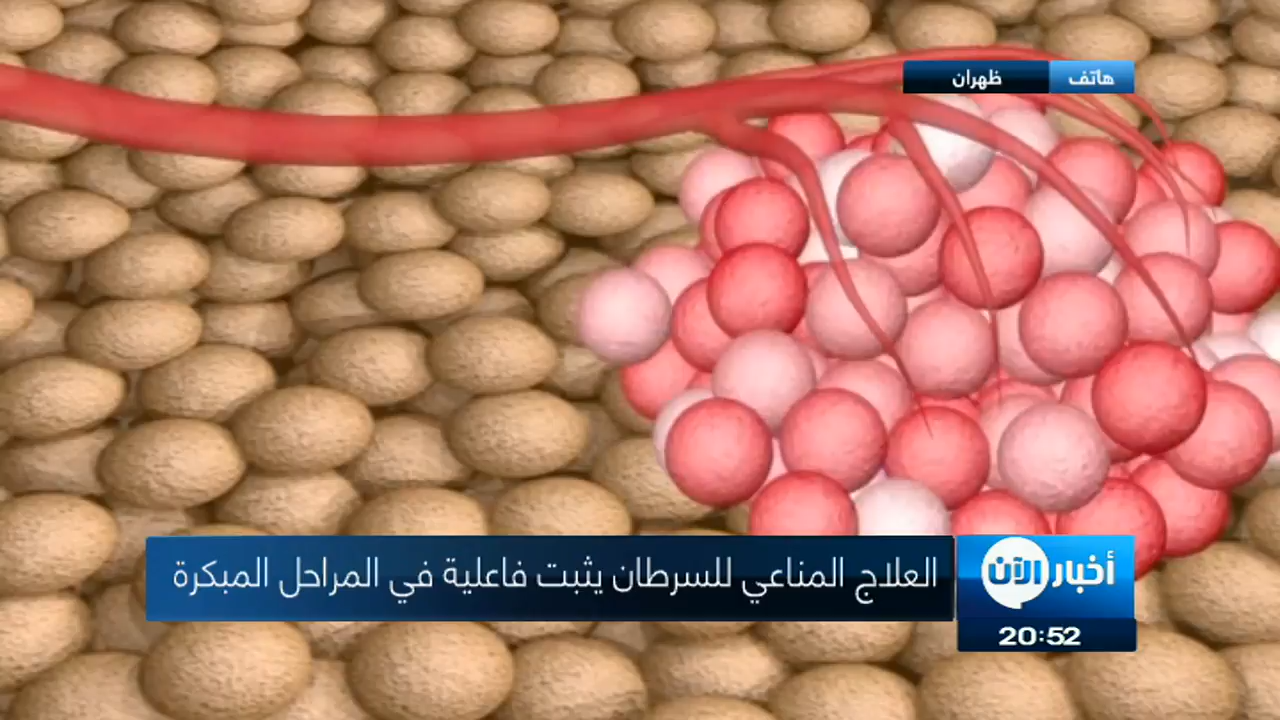 هاتف ظهران
العلاج المناعي للسرطان يثبت فاعلية في المراحل المبكرة
أخبار الآن
20:52